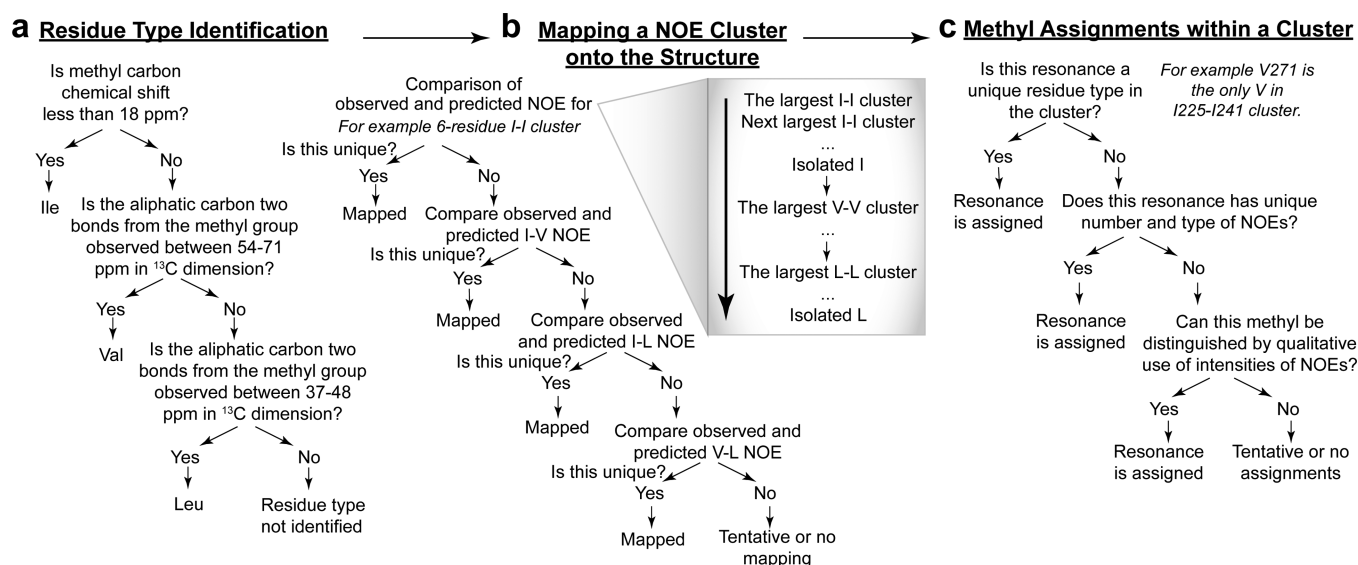 a Residue Type Identification
Is methyl carbon
chemical shift
less than 18 ppm?
Yes
No
Ile
Is the aliphatic carbon two
bonds from the methyl group
observed between 54-71
ppm in ¹³C dimension?
Yes
No
Val
Is the aliphatic carbon two
bonds from the methyl group
observed between 37-48
ppm in ¹³C dimension?
Yes
No
Leu
Residue type
not identified
b Mapping a NOE Cluster
onto the Structure
Comparison of
observed and predicted NOE for
For example 6-residue I-I cluster
Is this unique?
Yes
No
Mapped
Compare observed and
predicted I-V NOE
Is this unique?
Yes
No
Mapped
Compare observed
and predicted I-L NOE
Is this unique?
Yes
No
Mapped
Compare observed and
predicted V-L NOE
Is this unique?
Yes
No
Mapped
Tentative or no
mapping
The largest I-I cluster
Next largest I-I cluster
...
Isolated I
The largest V-V cluster
...
The largest L-L cluster
...
Isolated L
c Methyl Assignments within a Cluster
Is this resonance a
unique residue type in
the cluster?
For example V271 is
the only V in
I225-I241 cluster.
Yes
No
Resonance
is assigned
Does this resonance has unique
number and type of NOEs?
Yes
No
Resonance
is assigned
Can this methyl be
distinguished by qualitative
use of intensities of NOEs?
Yes
No
Resonance
is assigned
Tentative or no
assignments